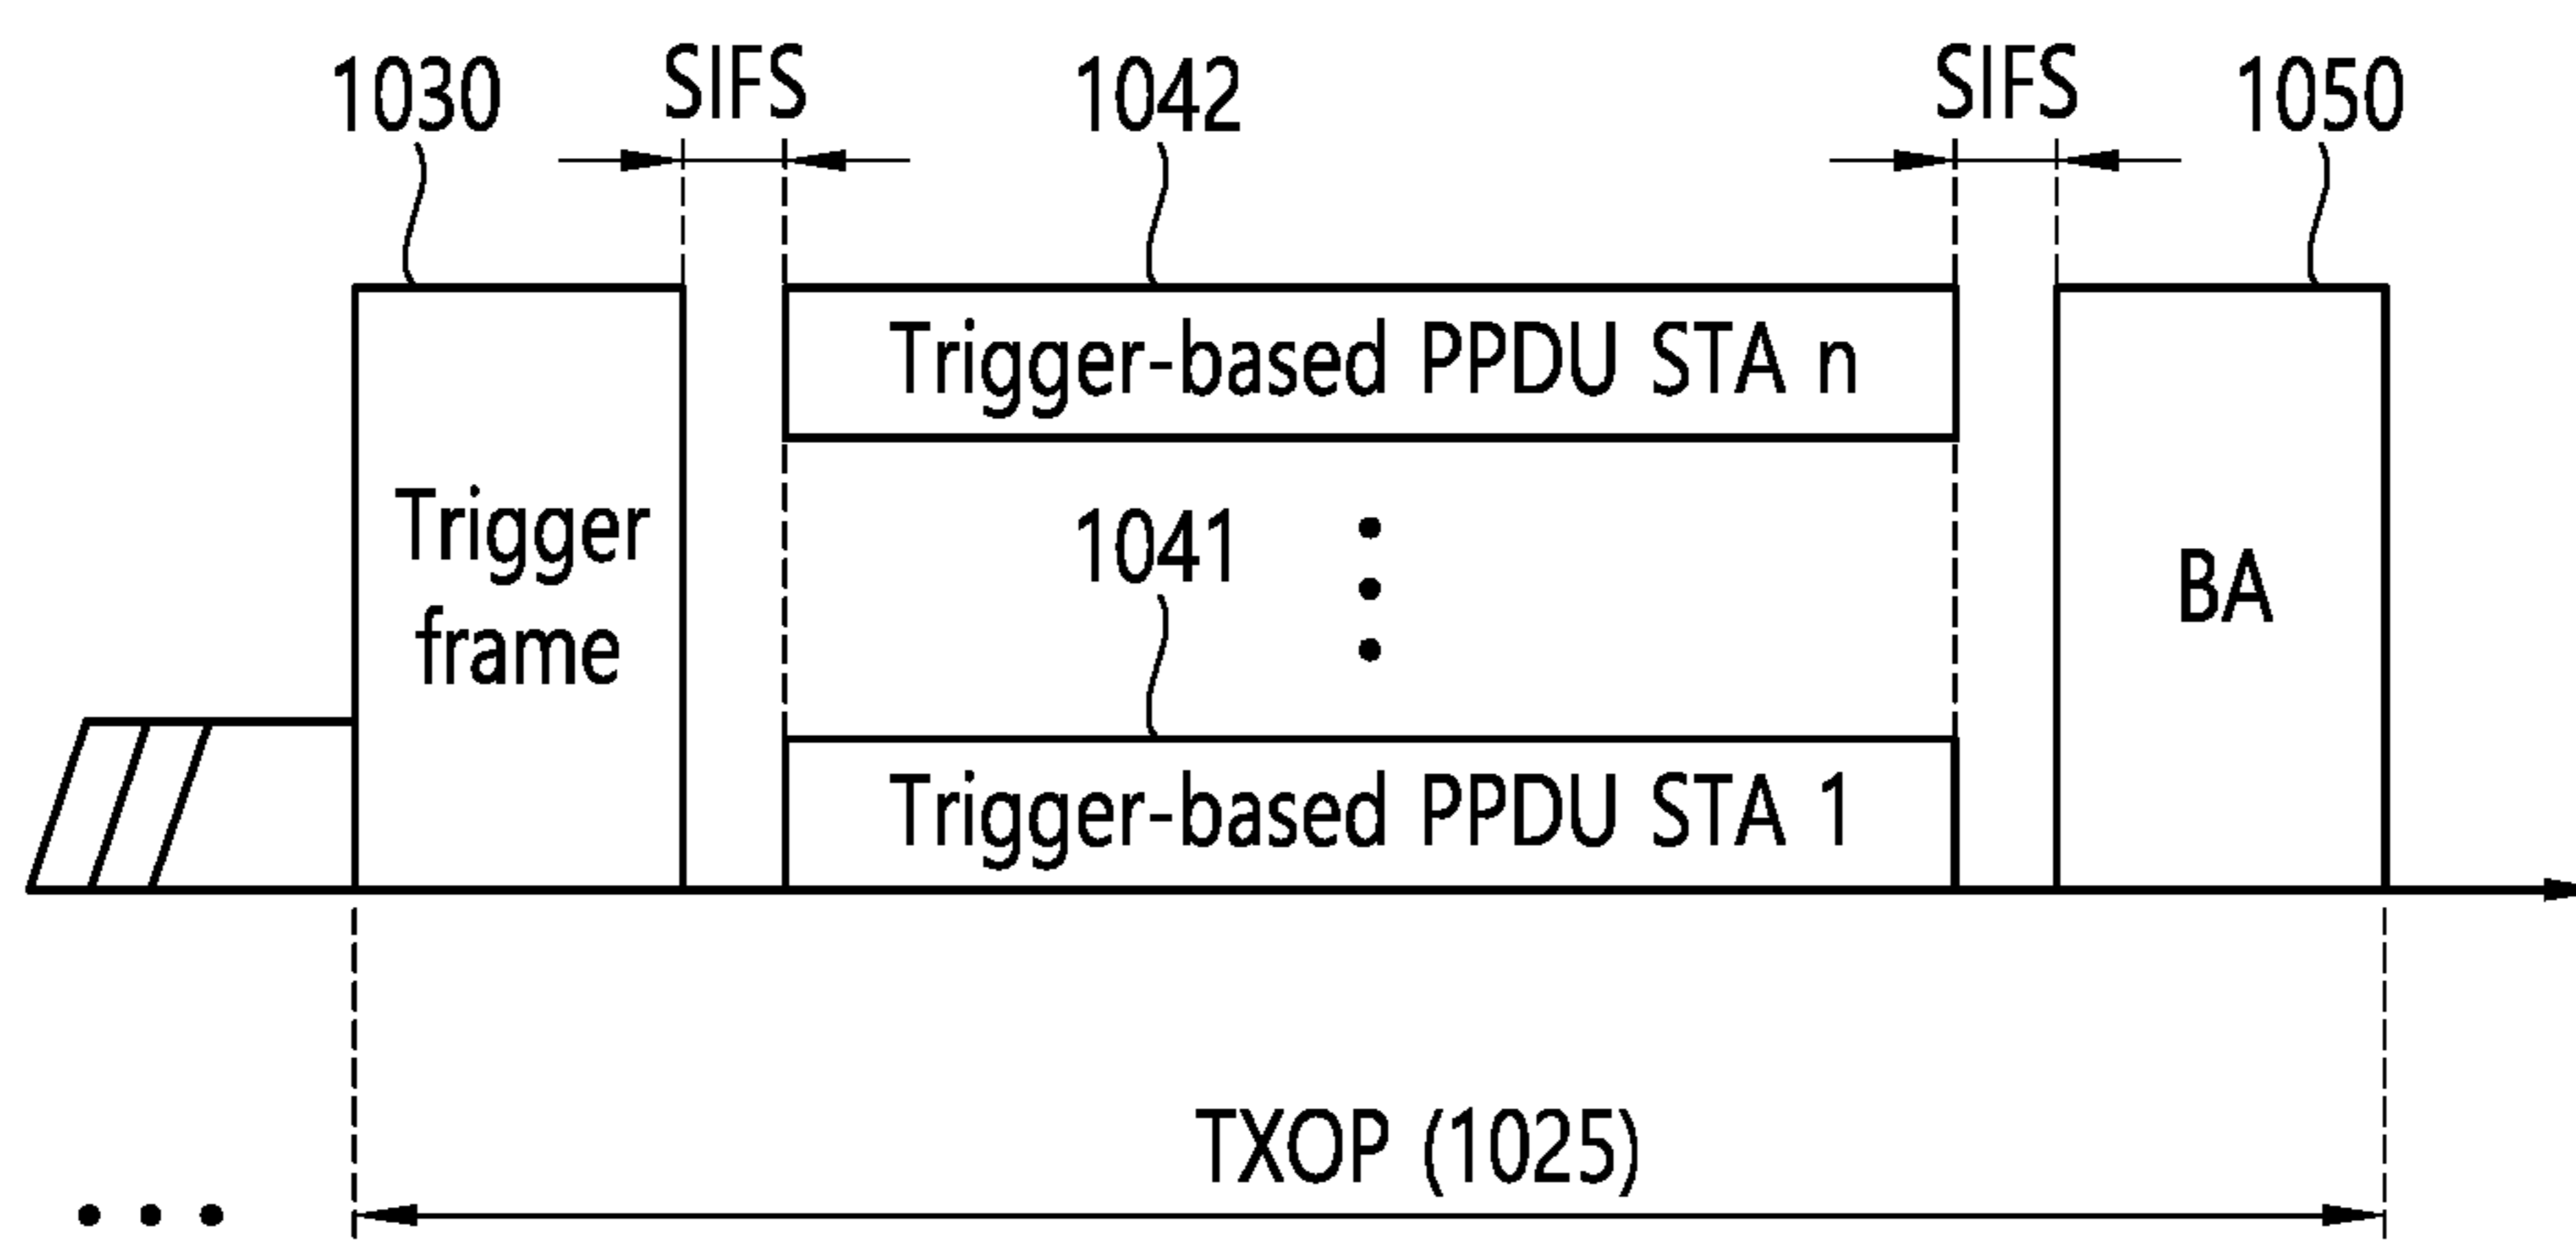 1030
SIFS
1042
SIFS
1050
Trigger-based PPDU STA n
Trigger
frame
1041
BA
Trigger-based PPDU STA 1
TXOP (1025)